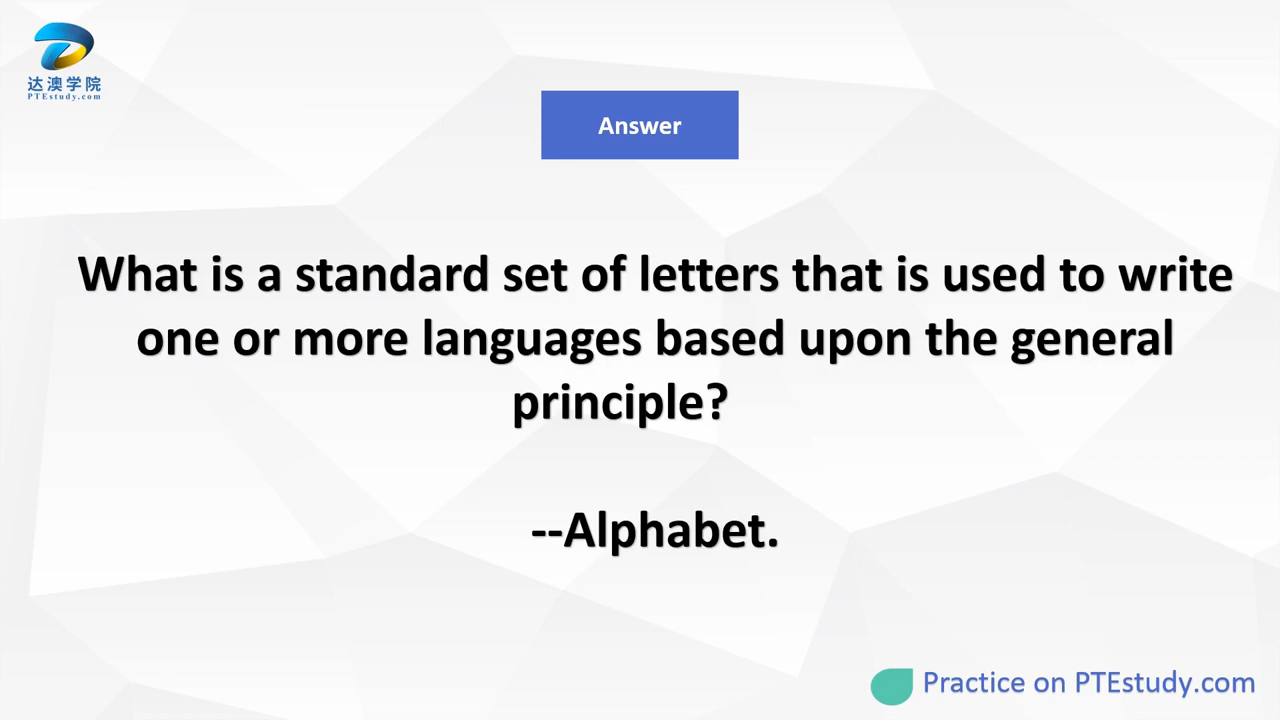 达澳学院
PTEstudy.com
Answer
What is a standard set of letters that is used to write
one or more languages based upon the general
principle?
--Alphabet.
Practice on PTEstudy.com